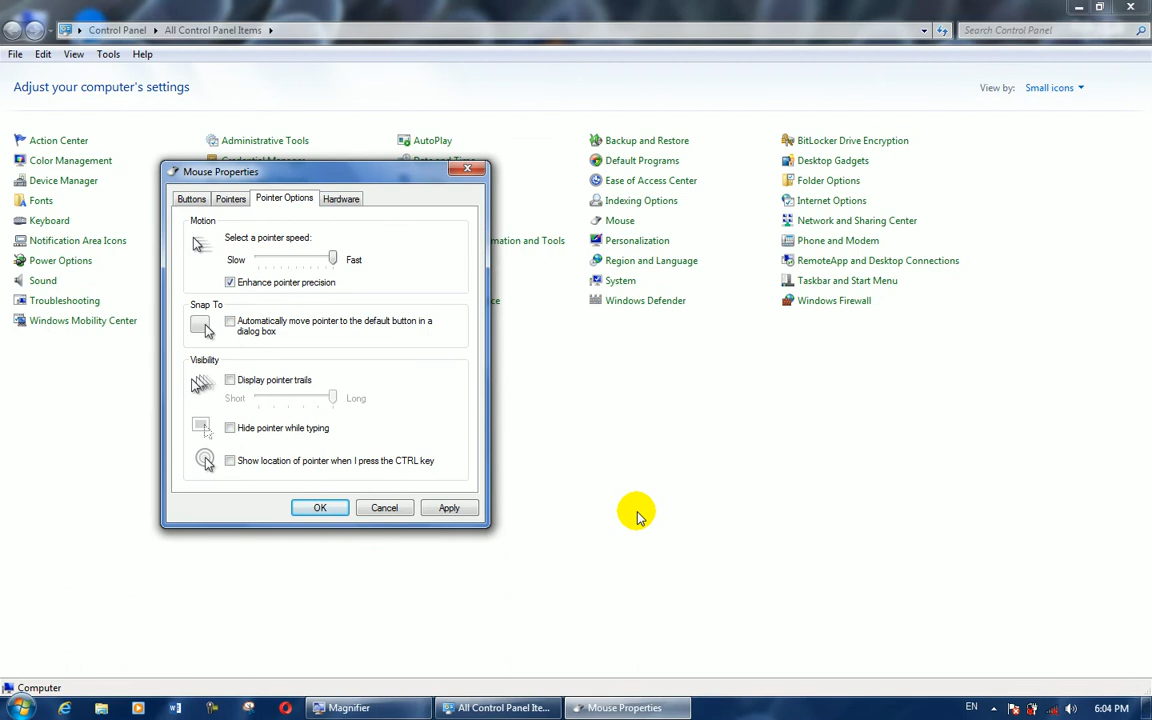 Control Panel
All Control Panel Items
Search Control Panel
File Edit View Tools Help
Adjust your computer's settings
View by: Small icons
Action Center
Administrative Tools
AutoPlay
Backup and Restore
BitLocker Drive Encryption
Color Management
Default Programs
Desktop Gadgets
Device Manager
Ease of Access Center
Folder Options
Fonts
Indexing Options
Internet Options
Keyboard
Mouse
Network and Sharing Center
Notification Area Icons
mation and Tools
Personalization
Phone and Modem
Power Options
Region and Language
RemoteApp and Desktop Connections
Sound
System
Taskbar and Start Menu
Troubleshooting
Windows Defender
Windows Firewall
Windows Mobility Center
Mouse Properties
Buttons Pointers Pointer Options Hardware
Motion
Select a pointer speed:
Slow Fast
Enhance pointer precision
Snap To
Automatically move pointer to the default button in a
dialog box
Visibility
Display pointer trails
Short Long
Hide pointer while typing
Show location of pointer when I press the CTRL key
OK Cancel Apply
Computer
Magnifier
All Control Panel Ite...
Mouse Properties
EN
6:04 PM